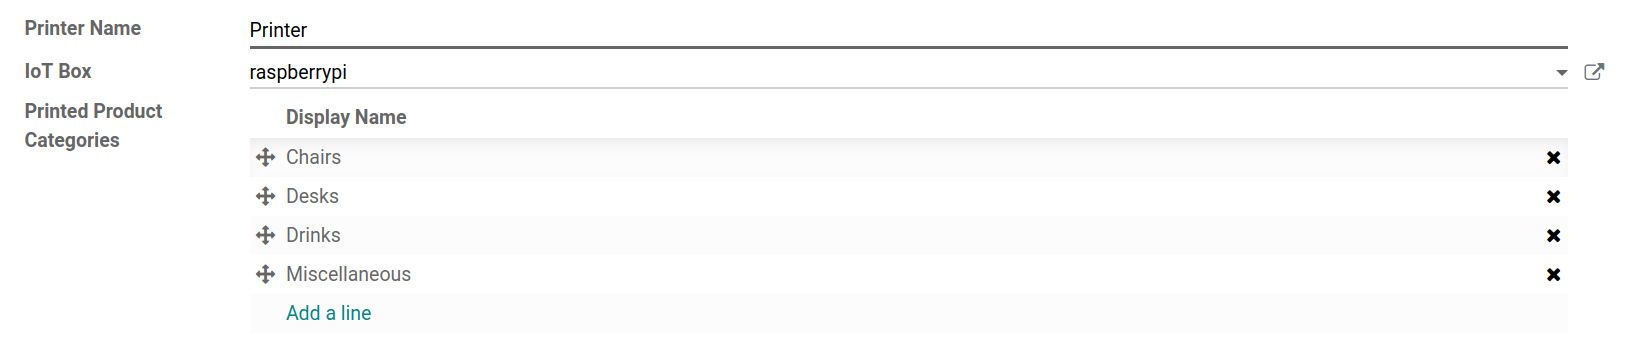 Printer Name
Printer
IoT Box
raspberrypi
Printed Product
Categories
Display Name
Chairs
Desks
Drinks
Miscellaneous
Add a line